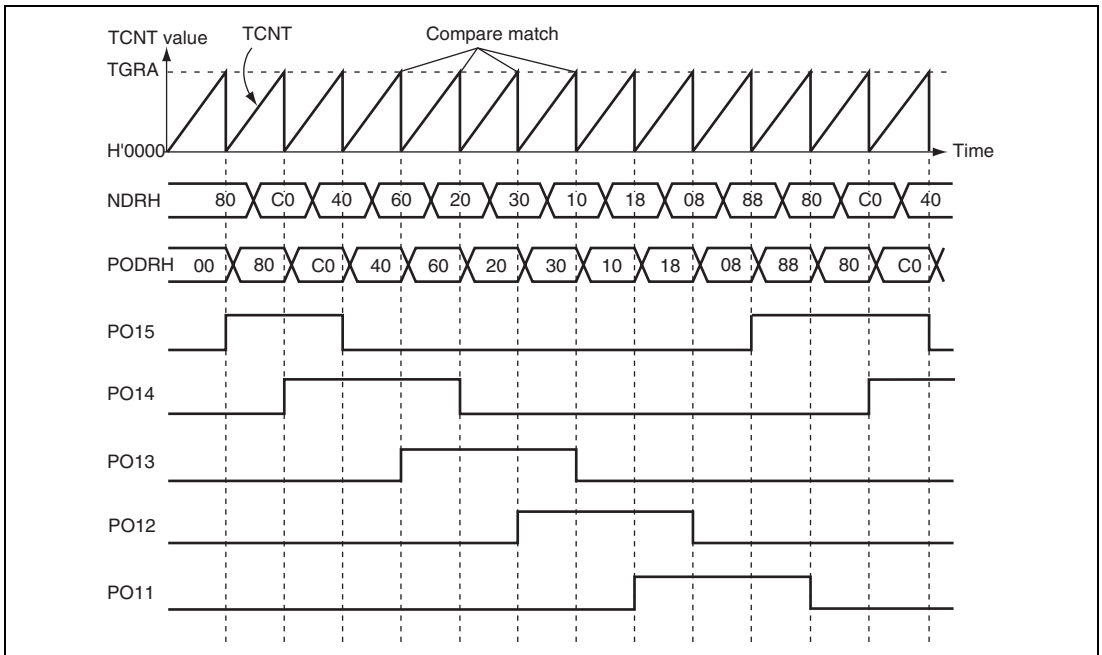 TCNT value
TCNT
Compare match
TGRA
H'0000
Time
NDRH 80 C0 40 60 20 30 10 18 08 88 80 C0 40
PODRH 00 80 C0 40 60 20 30 10 18 08 88 80 C0
PO15
PO14
PO13
PO12
PO11